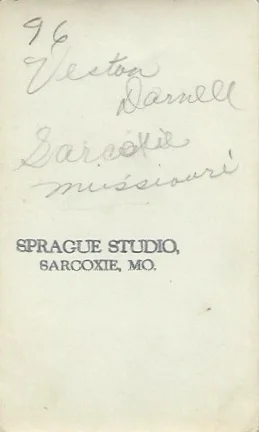 96
Veston
Darnell
Sarcoxie
Missiouri
SPRAGUE STUDIO,
SARCOXIE, MO.